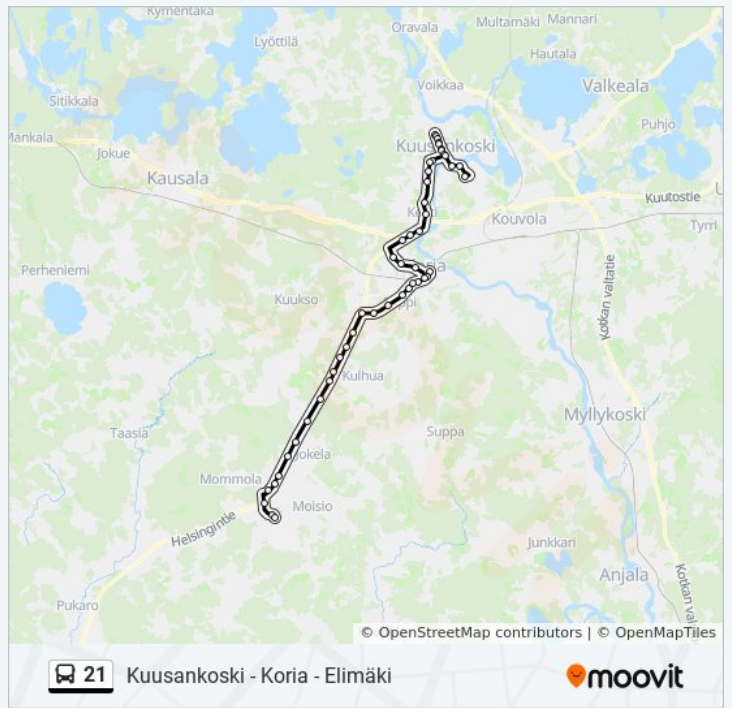 Kymentaka
Oravala
Multamäki
Mannari
Lyöttilä
Hautala
Voikkaa
Valkeala
Sitikkala
Puhjo
Mankala
Jokue
Kuusankoski
Kausala
Kuutostie
Kouvola
Tyrri
Perheniemi
Kuukso
Kotkan valtatie
Kulhua
Myllykoski
Taasia
Suppa
Jokela
Mommola
Moisio
Helsingintie
Junkkari
Anjala
Pukaro
© OpenStreetMap contributors | © OpenMapTiles
21 Kuusankoski - Koria - Elimäki
moovit